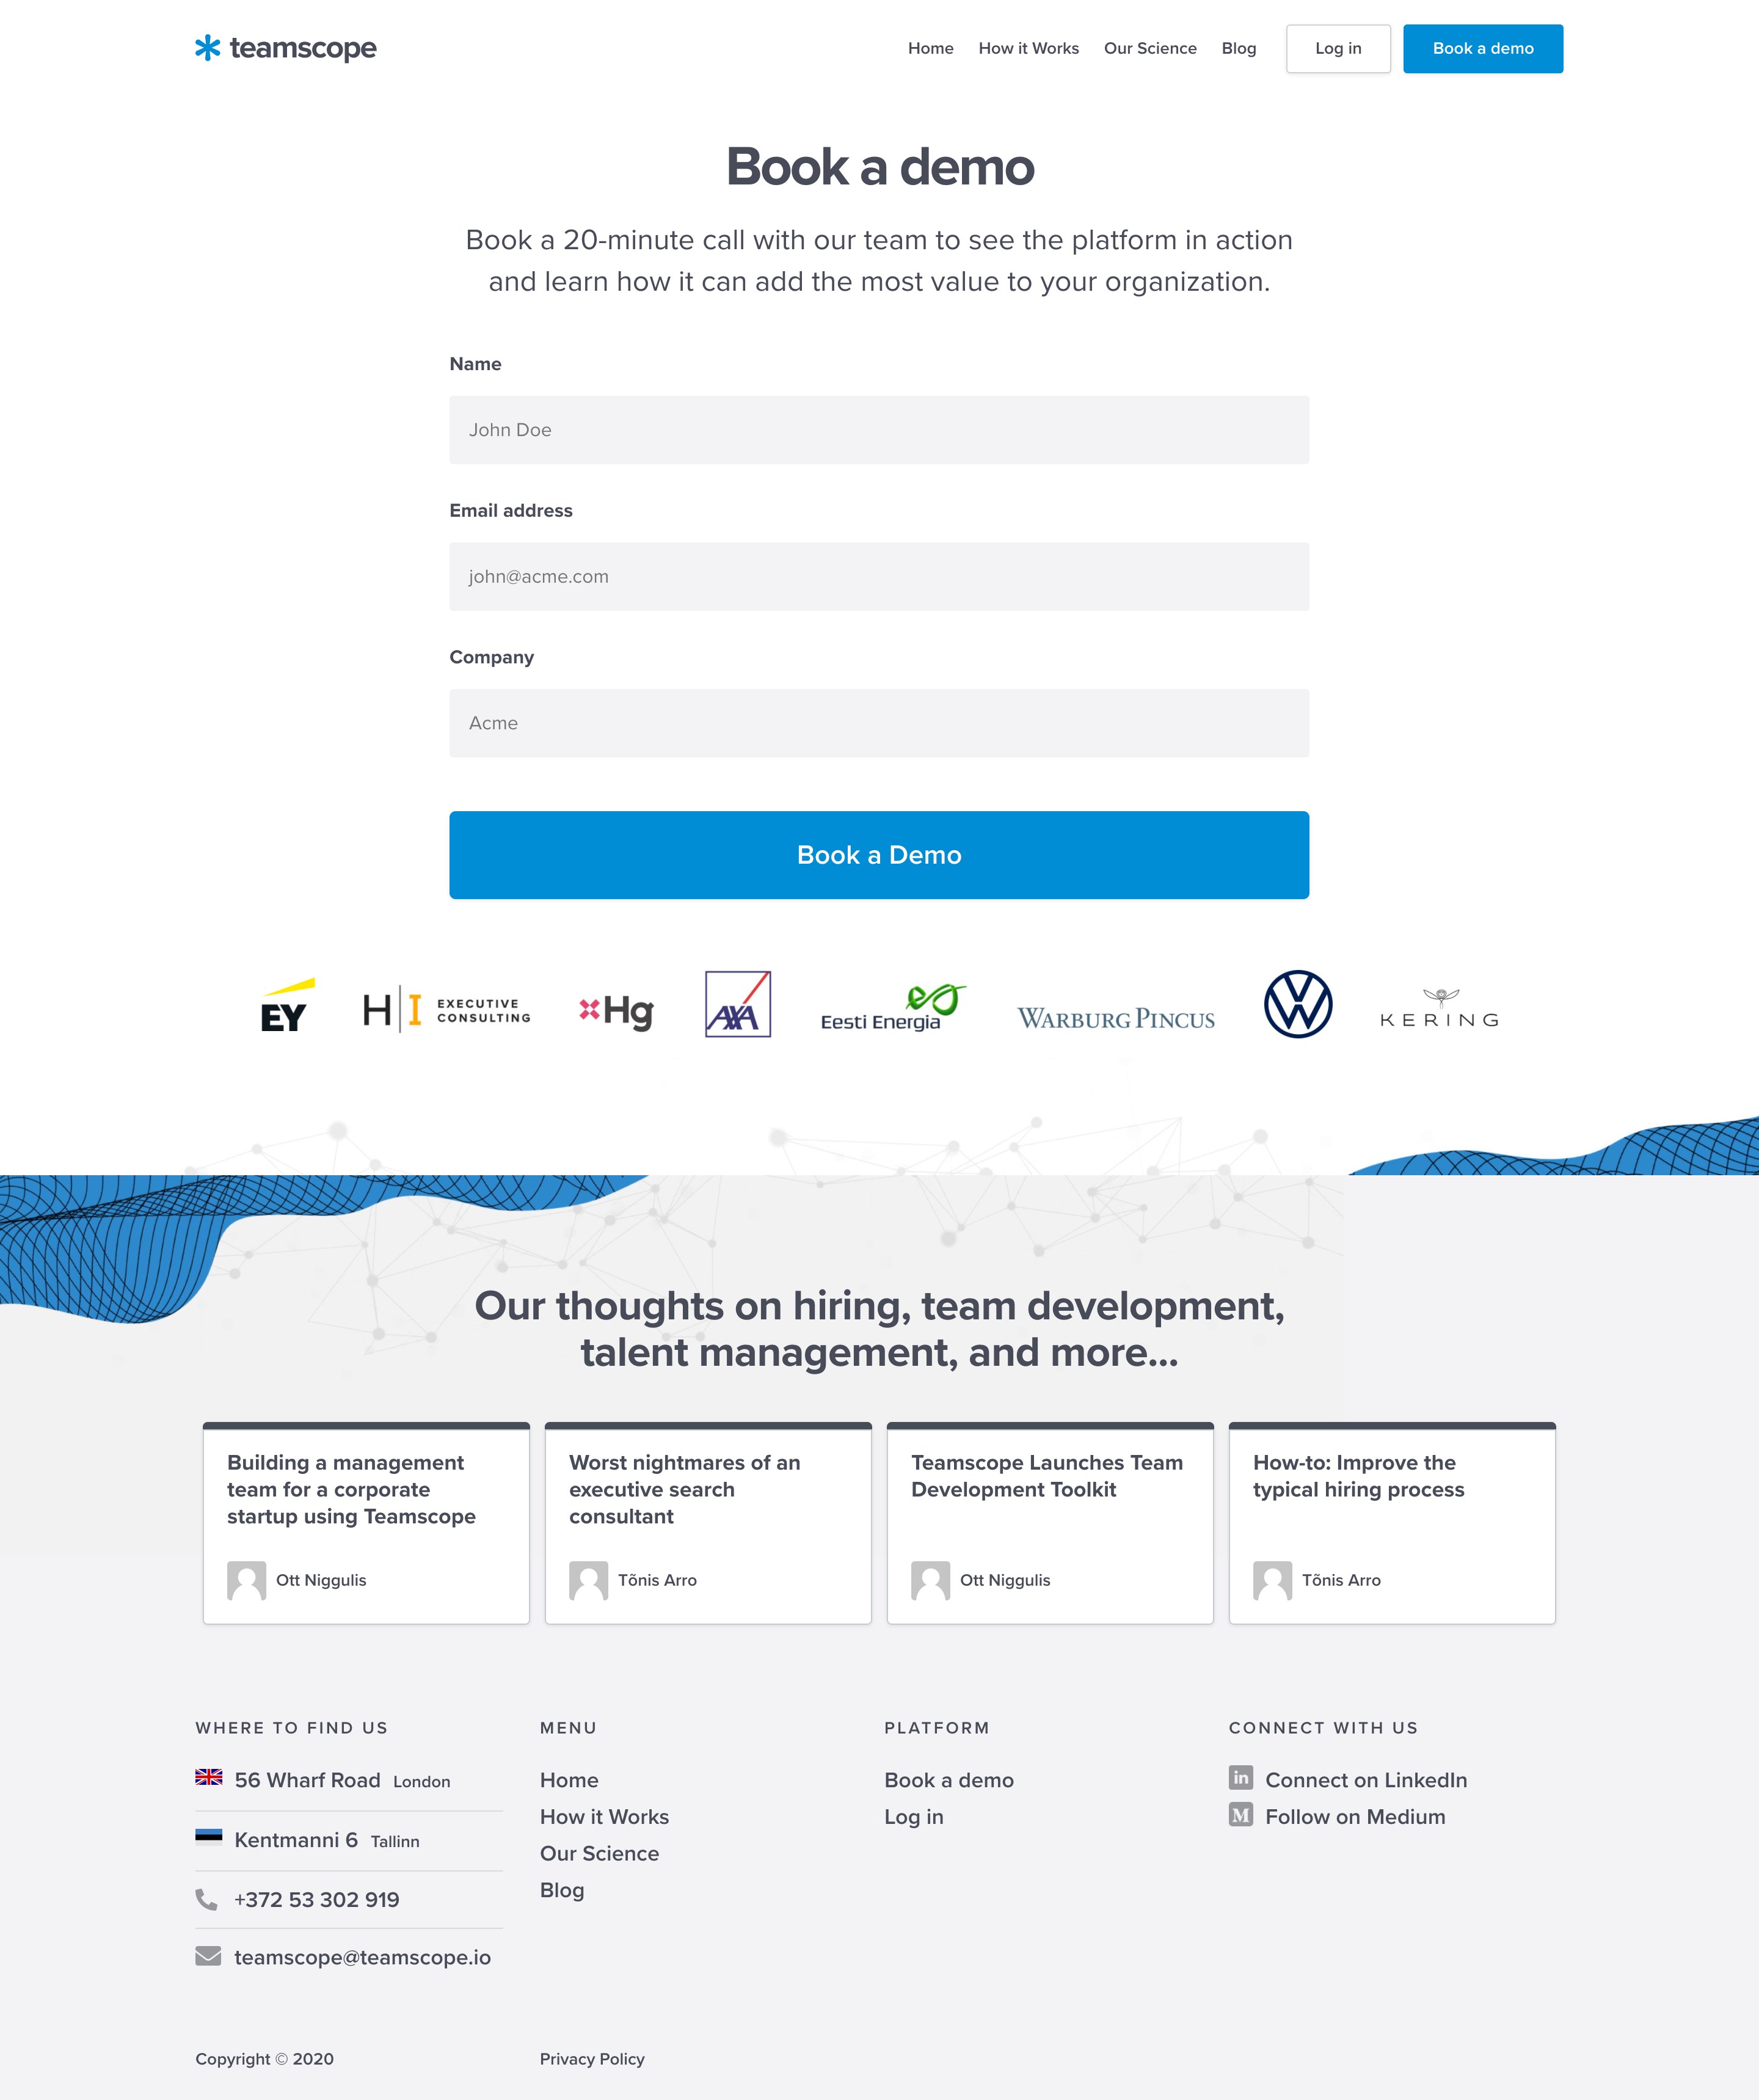 teamscope
Home How it Works Our Science Blog Log in Book a demo
Book a demo
Book a 20-minute call with our team to see the platform in action
and learn how it can add the most value to your organization.
Name
John Doe
Email address
john@acme.com
Company
Acme
Book a Demo
EY
H I EXECUTIVE
CONSULTING
Hg
AXA
Eesti Energia
WARBURG PINCUS
VW
KERING
Our thoughts on hiring, team development,
talent management, and more...
Building a management
team for a corporate
startup using Teamscope
Ott Niggulis
Worst nightmares of an
executive search
consultant
Tõnis Arro
Teamscope Launches Team
Development Toolkit
Ott Niggulis
How-to: Improve the
typical hiring process
Tõnis Arro
WHERE TO FIND US
56 Wharf Road London
Kentmanni 6 Tallinn
+372 53 302 919
teamscope@teamscope.io
MENU
Home
How it Works
Our Science
Blog
PLATFORM
Book a demo
Log in
CONNECT WITH US
in Connect on LinkedIn
M Follow on Medium
Copyright © 2020
Privacy Policy